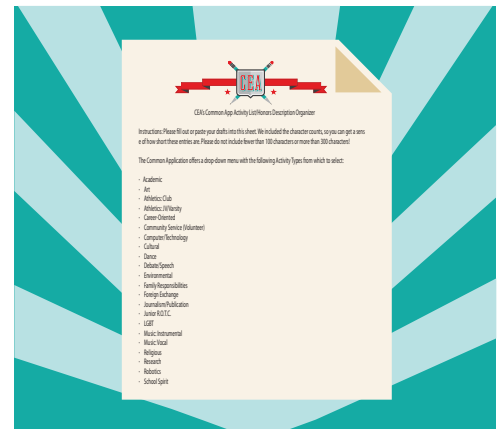 CEA
CEA's Common App Activity List/Honors Description Organizer
Instructions: Please fill out or paste your drafts into this sheet. We included the character counts, so you can get a sens
e of how short these entries are. Please do not include fewer than 100 characters or more than 300 characters!
The Common Application offers a drop-down menu with the following Activity Types from which to select:
- Academic
- Art
- Athletics: Club
- Athletics: JV/Varsity
- Career-Oriented
- Community Service (Volunteer)
- Computer/Technology
- Cultural
- Dance
- Debate/Speech
- Environmental
- Family Responsibilities
- Foreign Exchange
- Journalism/Publication
- Junior R.O.T.C.
- LGBT
- Music: Instrumental
- Music: Vocal
- Religious
- Research
- Robotics
- School Spirit